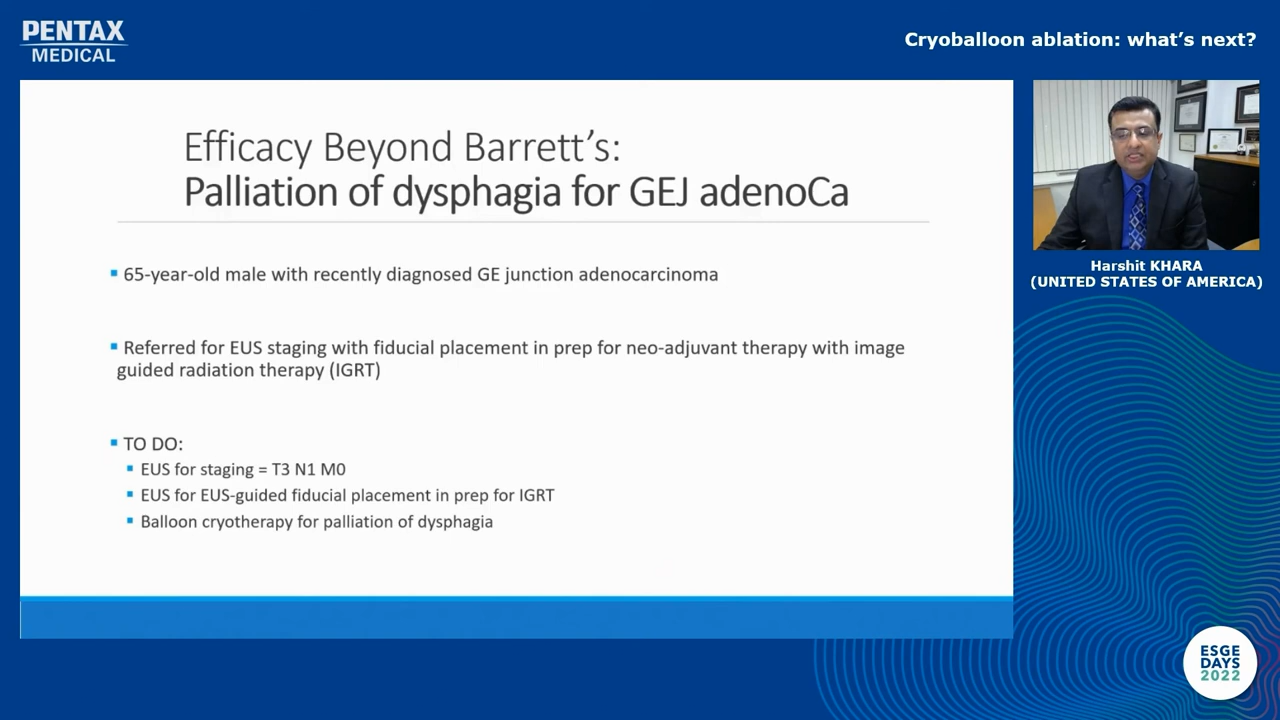 PENTAX
MEDICAL
Cryoballoon ablation: what’s next?
Efficacy Beyond Barrett’s:
Palliation of dysphagia for GEJ adenoCa
65-year-old male with recently diagnosed GE junction adenocarcinoma
Referred for EUS staging with fiducial placement in prep for neo-adjuvant therapy with image
guided radiation therapy (IGRT)
TO DO:
EUS for staging = T3 N1 M0
EUS for EUS-guided fiducial placement in prep for IGRT
Balloon cryotherapy for palliation of dysphagia
Harshit KHARA
(UNITED STATES OF AMERICA)
ESGE
DAYS
2022